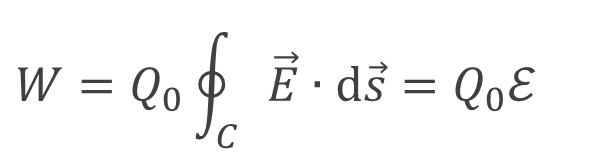 W = Q₀ ∮_C E⃗ · ds⃗ = Q₀ℰ